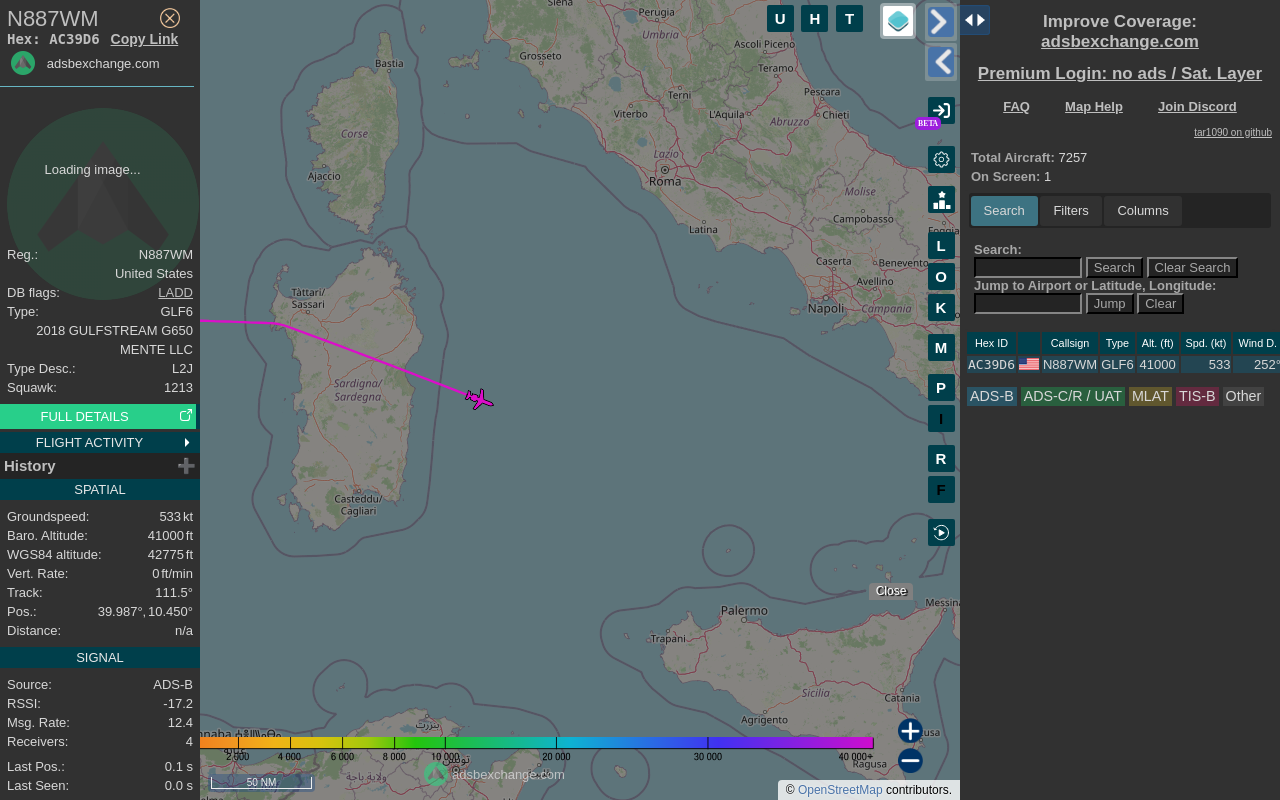 N887WM
Hex: AC39D6 Copy Link
adsbexchange.com
Loading image...
Reg.: N887WM
United States
DB flags: LADD
Type: GLF6
2018 GULFSTREAM G650
MENTE LLC
Type Desc.: L2J
Squawk: 1213
FULL DETAILS
FLIGHT ACTIVITY
History
SPATIAL
Groundspeed: 533 kt
Baro. Altitude: 41000 ft
WGS84 altitude: 42775 ft
Vert. Rate: 0 ft/min
Track: 111.5°
Pos.: 39.987°, 10.450°
Distance: n/a
SIGNAL
Source: ADS-B
RSSI: -17.2
Msg. Rate: 12.4
Receivers: 4
Last Pos.: 0.1 s
Last Seen: 0.0 s
U H T
Siena
Perugia
Umbria
Ascoli Piceno
Bastia
Grosseto
Teramo
Terni
Pescara
Viterbo
L'Aquila
Chieti
Abruzzo
Corse
Lazio
Ajaccio
Roma
Molise
Campobasso
Latina
Foggia
Caserta
Benevento
Avellino
Tàttari/
Sassari
Napoli
Campania
Sardigna/
Sardegna
Casteddu/
Cagliari
Palermo
Messina
Trapani
Sicilia
Catania
Agrigento
Ragusa
بنزرت
تونس
ولاية باجة
BETA
L
O
K
M
P
I
R
F
Close
2 000 4 000 6 000 8 000 10 000 20 000 30 000 40 000+
adsbexchange.com
50 NM
© OpenStreetMap contributors.
Improve Coverage:
adsbexchange.com
Premium Login: no ads / Sat. Layer
FAQ Map Help Join Discord
tar1090 on github
Total Aircraft: 7257
On Screen: 1
Search Filters Columns
Search:
Search Clear Search
Jump to Airport or Latitude, Longitude:
Jump Clear
Hex ID Callsign Type Alt. (ft) Spd. (kt) Wind D.
AC39D6 N887WM GLF6 41000 533 252°
ADS-B ADS-C/R / UAT MLAT TIS-B Other